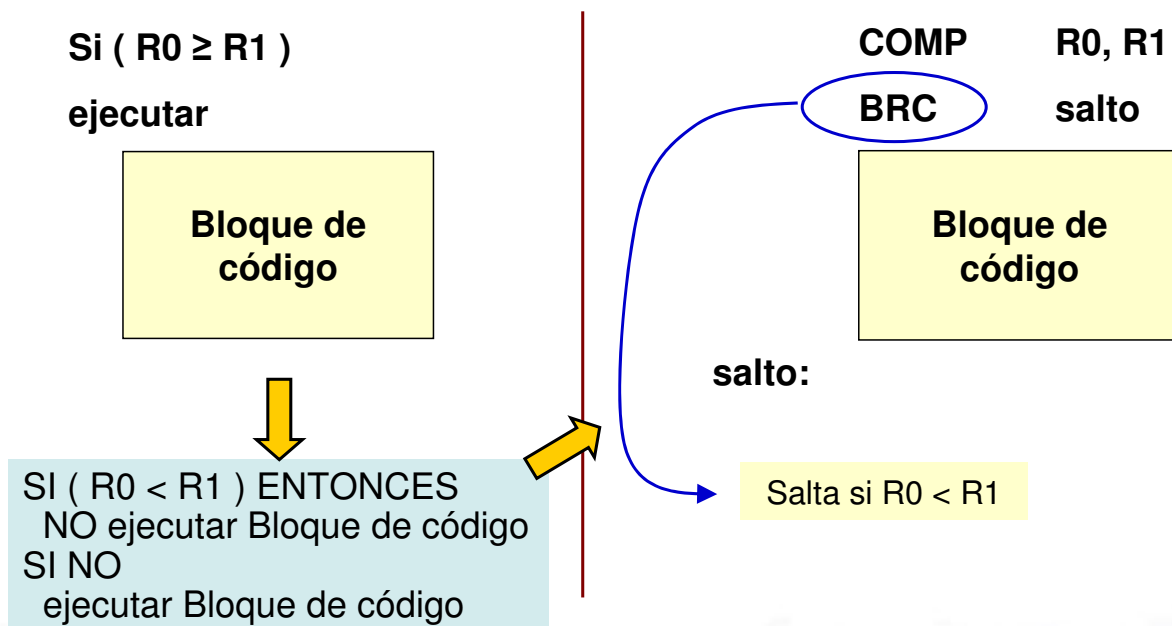 Si ( R0 ≥ R1 )
ejecutar
Bloque de
código
SI ( R0 < R1 ) ENTONCES
NO ejecutar Bloque de código
SI NO
ejecutar Bloque de código
COMP R0, R1
BRC salto
Bloque de
código
salto:
Salta si R0 < R1